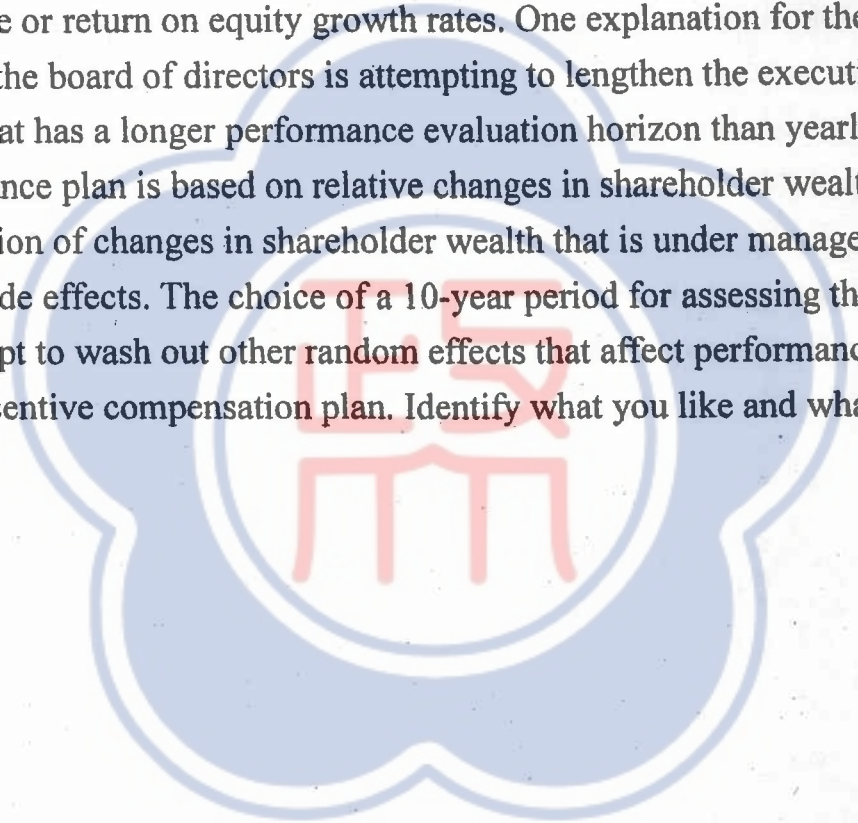 e or return on equity growth rates. One explanation for the
the board of directors is attempting to lengthen the executi
at has a longer performance evaluation horizon than yearl
nce plan is based on relative changes in shareholder wealt
ion of changes in shareholder wealth that is under manage
de effects. The choice of a 10-year period for assessing th
pt to wash out other random effects that affect performanc
entive compensation plan. Identify what you like and wha
政